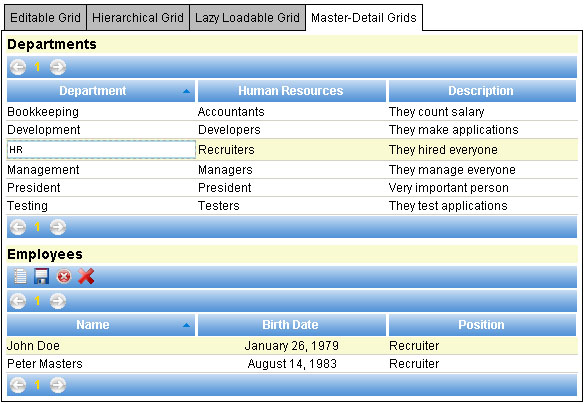 Editable Grid Hierarchical Grid Lazy Loadable Grid Master-Detail Grids
Departments
1
Department Human Resources Description
Bookkeeping Accountants They count salary
Development Developers They make applications
HR Recruiters They hired everyone
Management Managers They manage everyone
President President Very important person
Testing Testers They test applications
1
Employees
1
Name Birth Date Position
John Doe January 26, 1979 Recruiter
Peter Masters August 14, 1983 Recruiter
1